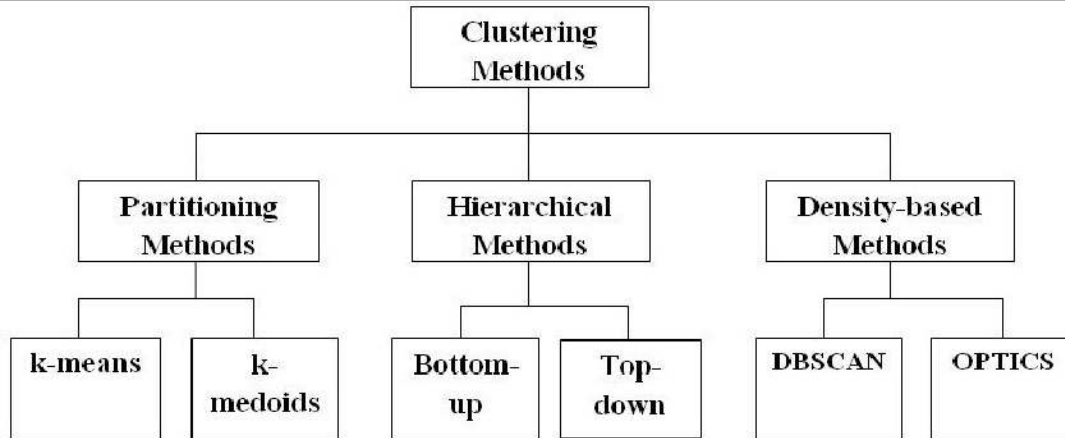 Clustering
Methods
Partitioning
Methods
Hierarchical
Methods
Density-based
Methods
k-means
k-
medoids
Bottom-
up
Top-
down
DBSCAN
OPTICS